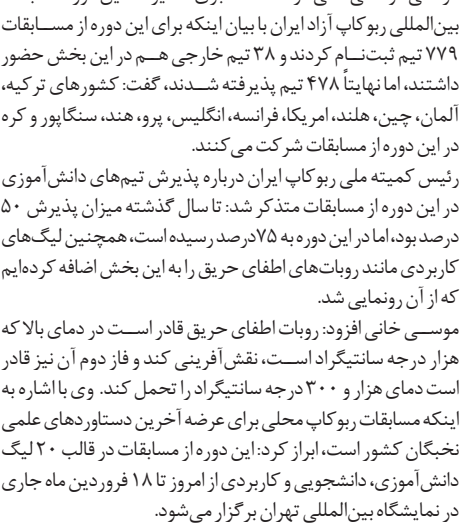 بین‌المللی ربوکاپ آزاد ایران با بیان اینکه برای این دوره از مسـابقات
۷۷۹ تیم ثبت‌نـام کردند و ۳۸ تیم خارجی هـم در این بخش حضور
داشتند، اما نهایتاً ۴۷۸ تیم پذیرفته شـدند، گفت: کشورهای ترکیه،
آلمان، چین، هلند، امریکا، فرانسه، انگلیس، پرو، هند، سنگاپور و کره
در این دوره از مسابقات شرکت می‌کنند.
رئیس کمیته ملی ربوکاپ ایران درباره پذیرش تیم‌های دانش‌آموزی
در این دوره از مسابقات متذکر شد: تا سال گذشته میزان پذیرش ۵۰
درصد بود، اما در این دوره به ۷۵درصد رسیده است، همچنین لیگ‌های
کاربردی مانند روبات‌های اطفای حریق را به این بخش اضافه کرده‌ایم
که از آن رونمایی شد.
موسـی خانی افزود: روبات اطفای حریق قادر اسـت در دمای بالا که
هزار درجه سانتیگراد اسـت، نقش‌آفرینی کند و فاز دوم آن نیز قادر
است دمای هزار و ۳۰۰ درجه سانتیگراد را تحمل کند. وی با اشاره به
اینکه مسابقات ربوکاپ محلی برای عرضه آخرین دستاوردهای علمی
نخبگان کشور است، ابراز کرد: این دوره از مسابقات در قالب ۲۰ لیگ
دانش‌آموزی، دانشجویی و کاربردی از امروز تا ۱۸ فروردین ماه جاری
در نمایشگاه بین‌المللی تهران برگزار می‌شود.